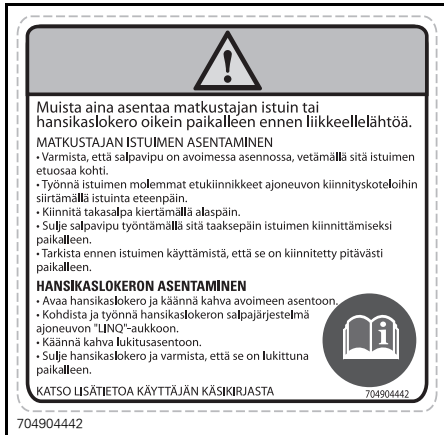 Muista aina asentaa matkustajan istuin tai
hansikaslokero oikein paikalleen ennen liikkeellelähtöä.
MATKUSTAJAN ISTUIMEN ASENTAMINEN
• Varmista, että salpavipu on avoimessa asennossa, vetämällä sitä istuimen
etuosaa kohti.
• Työnnä istuimen molemmat etukiinnikkeet ajoneuvon kiinnityskoteloihin
siirtämällä istuinta eteenpäin.
• Kiinnitä takasalpa kiertämällä alaspäin.
• Sulje salpavipu työntämällä sitä taaksepäin istuimen kiinnittämiseksi
paikalleen.
• Tarkista ennen istuimen käyttämistä, että se on kiinnitetty pitävästi
paikalleen.
HANSIKASLOKERON ASENTAMINEN
• Avaa hansikaslokero ja käännä kahva avoimeen asentoon.
• Kohdista ja työnnä hansikaslokeron salpajärjestelmä
ajoneuvon "LINQ"-aukkoon.
• Käännä kahva lukitusasentoon.
• Sulje hansikaslokero ja varmista, että se on lukittuna
paikalleen.
KATSO LISÄTIETOA KÄYTTÄJÄN KÄSIKIRJASTA
704904442
704904442